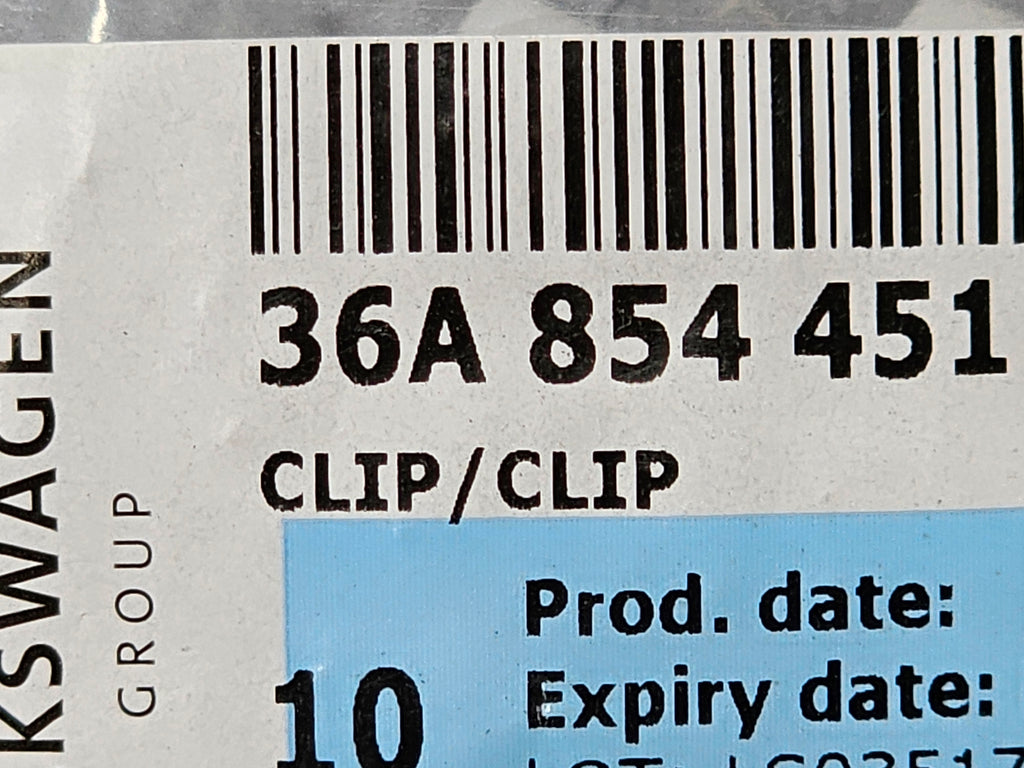 36A 854 451
CLIP/CLIP
Prod. date:
10
Expiry date:
KSWAGEN
GROUP